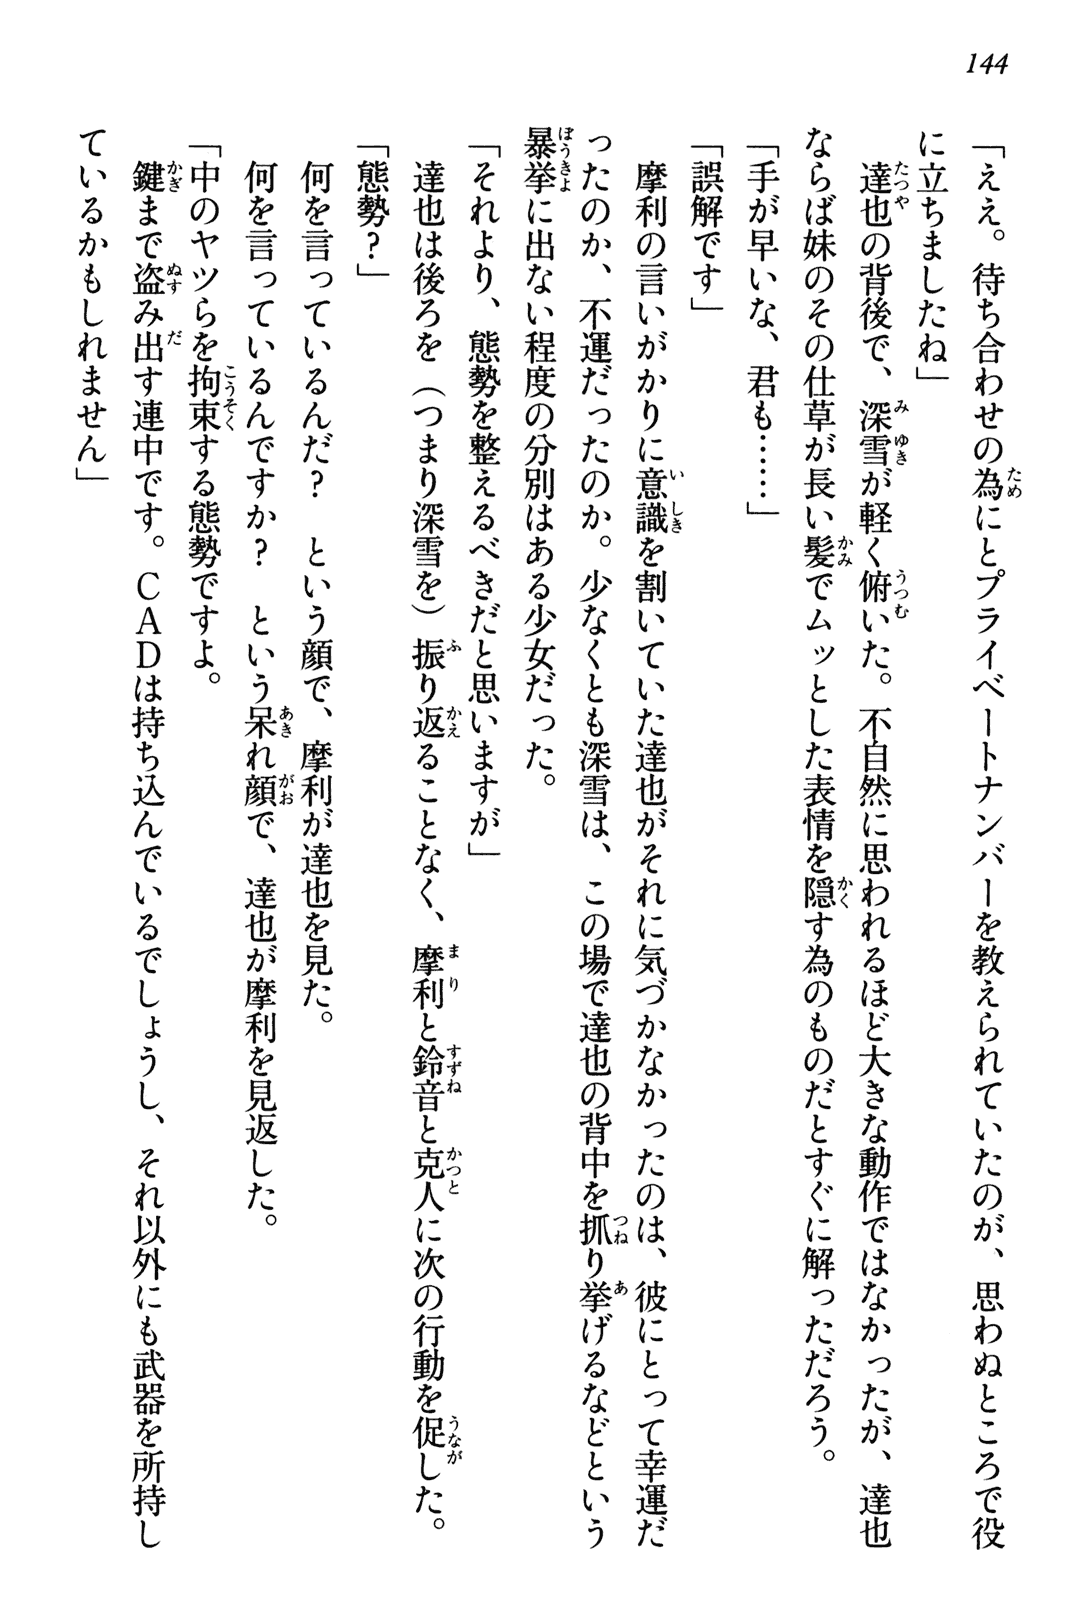 144
「ええ。待ち合わせの為にとプライベートナンバーを教えられていたのが、思わぬところで役
に立ちましたね」
　達也の背後で、深雪が軽く俯いた。不自然に思われるほど大きな動作ではなかったが、達也
ならば妹のその仕草が長い髪でムッとした表情を隠す為のものだとすぐに解っただろう。
「手が早いな、君も……」
「誤解です」
　摩利の言いがかりに意識を割いていた達也がそれに気づかなかったのは、彼にとって幸運だ
ったのか、不運だったのか。少なくとも深雪は、この場で達也の背中を抓り挙げるなどという
暴挙に出ない程度の分別はある少女だった。
「それより、態勢を整えるべきだと思いますが」
　達也は後ろを（つまり深雪を）振り返ることなく、摩利と鈴音と克人に次の行動を促した。
「態勢？」
　何を言っているんだ？　という顔で、摩利が達也を見た。
　何を言っているんですか？　という呆れ顔で、達也が摩利を見返した。
「中のヤツらを拘束する態勢ですよ。
　鍵まで盗み出す連中です。ＣＡＤは持ち込んでいるでしょうし、それ以外にも武器を所持し
ているかもしれません」